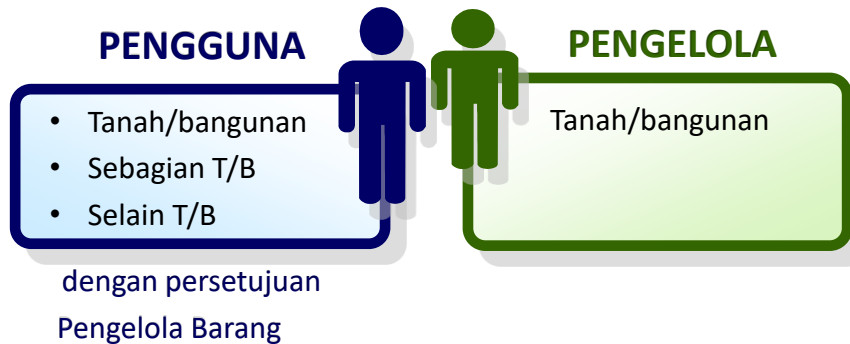 PENGGUNA
• Tanah/bangunan
• Sebagian T/B
• Selain T/B
dengan persetujuan
Pengelola Barang
PENGELOLA
Tanah/bangunan